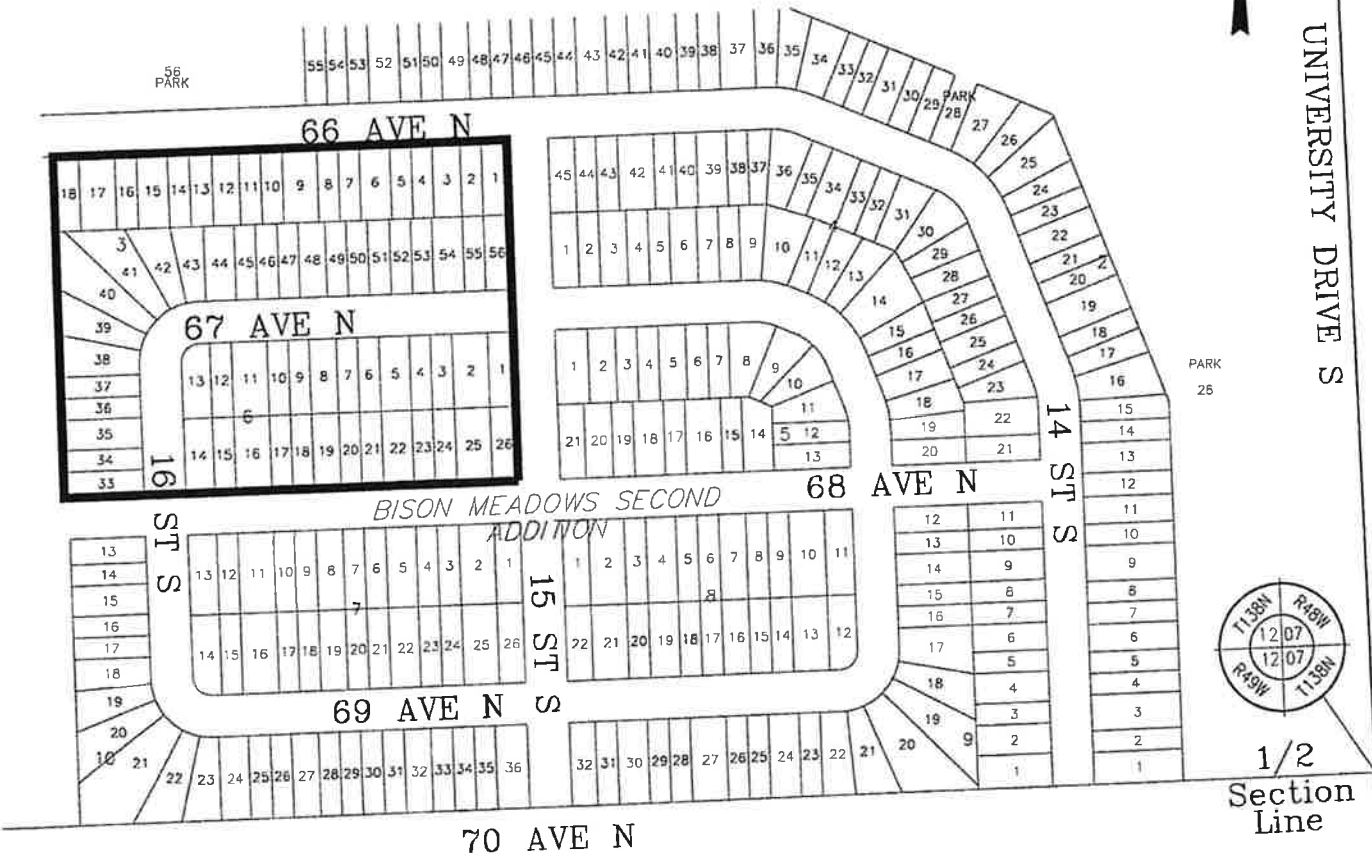 UNIVERSITY DRIVE S
56
PARK
55 54 53 52 51 50 49 48 47 46 45 44 43 42 41 40 39 38 37 36 35 34 33 32 31 30 29
PARK
28
27 26 25 24 23 22 21 20 19 18 17 16 15 14 13 12 11 10 9 8 7 6 5 4 3 2 1
2
66 AVE N
18 17 16 15 14 13 12 11 10 9 8 7 6 5 4 3 2 1
3
41 42 43 44 45 46 47 48 49 50 51 52 53 54 55 56
40
39
38
37
36
35
34
33
67 AVE N
13 12 11 10 9 8 7 6 5 4 3 2 1
6
14 15 16 17 18 19 20 21 22 23 24 25 26
45 44 43 42 41 40 39 38 37 36 35 34 33 32 31 30 29 28 27 26 25 24 23 22 21
4
1 2 3 4 5 6 7 8 9 10 11 12 13 14 15 16 17 18 19 20
1 2 3 4 5 6 7 8 9 10 11 12 13
5
21 20 19 18 17 16 15 14
PARK
25
14 ST S
16 ST S
68 AVE N
BISON MEADOWS SECOND
ADDITION
13 12 11 10 9 8 7 6 5 4 3 2 1
7
14 15 16 17 18 19 20 21 22 23 24 25 26
15 ST S
1 2 3 4 5 6 7 8 9 10 11
8
22 21 20 19 18 17 16 15 14 13 12
12 11
13 10
14 9
15 8
16 7
17 6
5
18 4
19 3
20 2
21 1
9
13
14
15
16
17
18
19
20
10
21 22 23 24 25 26 27 28 29 30 31 32 33 34 35 36
69 AVE N
32 31 30 29 28 27 26 25 24 23 22
70 AVE N
T138N R48W
12 07
12 07
R49W T138N
1/2
Section
Line